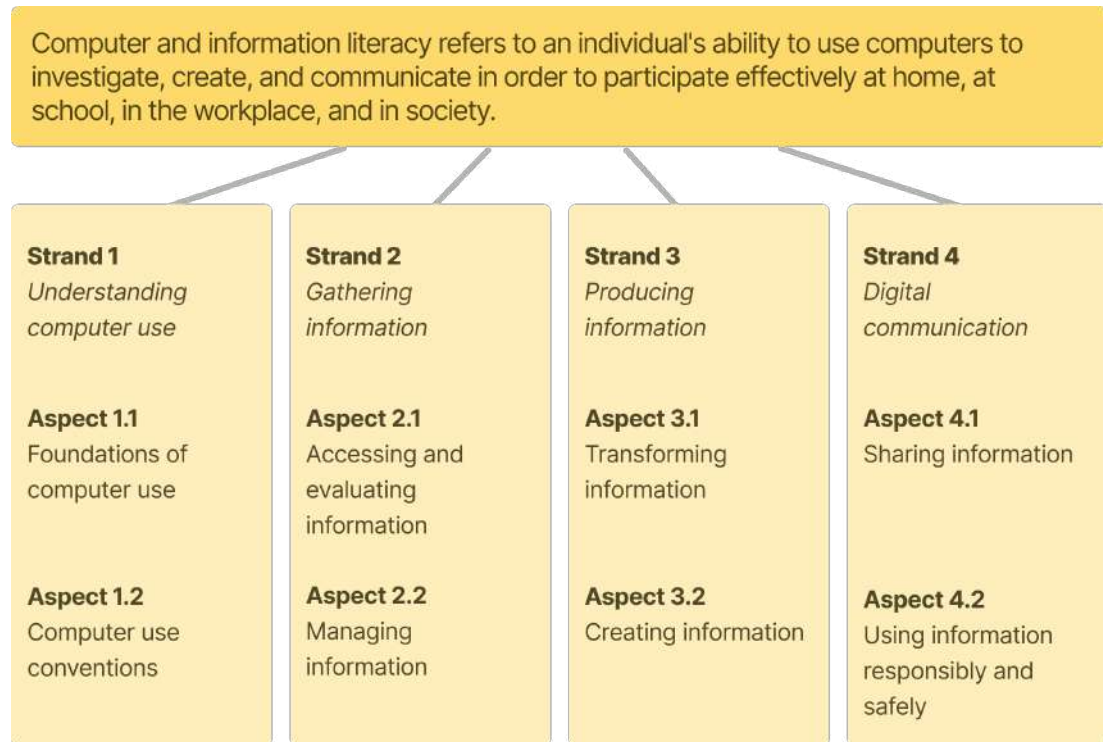 Computer and information literacy refers to an individual's ability to use computers to
investigate, create, and communicate in order to participate effectively at home, at
school, in the workplace, and in society.
Strand 1
Understanding
computer use
Aspect 1.1
Foundations of
computer use
Aspect 1.2
Computer use
conventions
Strand 2
Gathering
information
Aspect 2.1
Accessing and
evaluating
information
Aspect 2.2
Managing
information
Strand 3
Producing
information
Aspect 3.1
Transforming
information
Aspect 3.2
Creating information
Strand 4
Digital
communication
Aspect 4.1
Sharing information
Aspect 4.2
Using information
responsibly and
safely